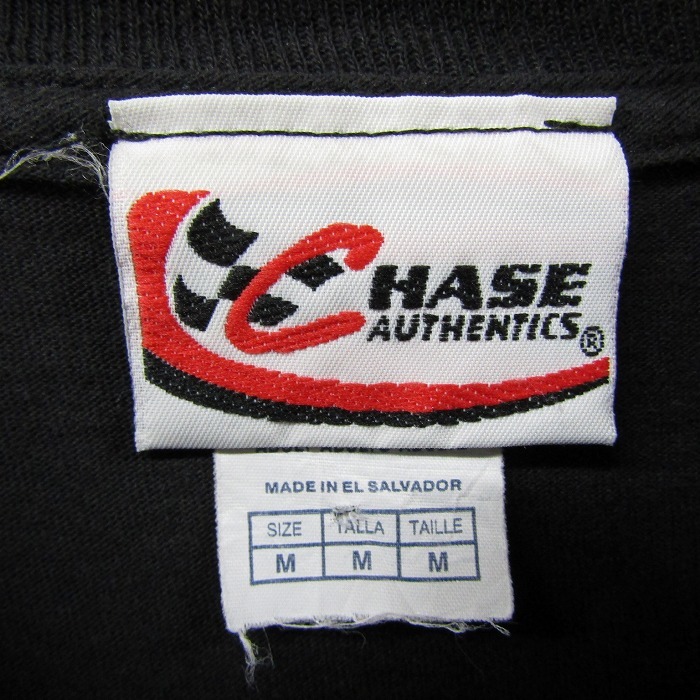 CHASE
AUTHENTICS®
MADE IN EL SALVADOR
SIZE TALLA TAILLE
M M M